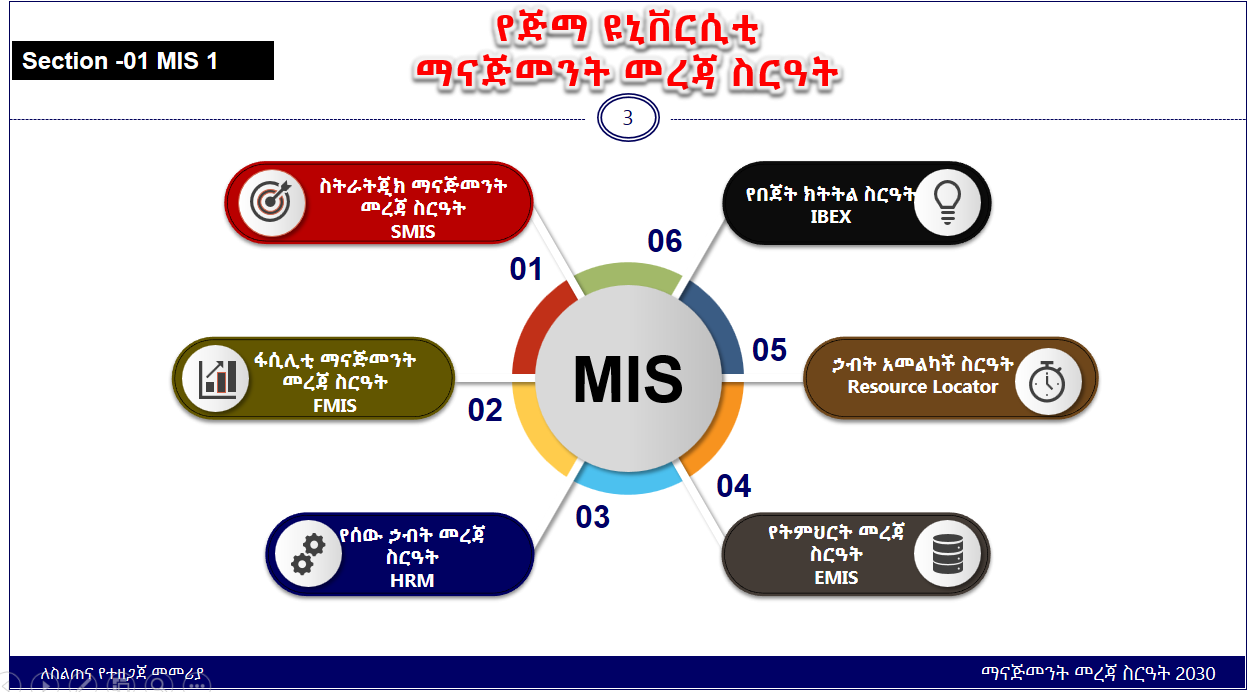 Section -01 MIS 1
የጅማ ዩኒቨርሲቲ
ማናጅመንት መረጃ ስርዓት
3
ስትራትጂክ ማናጅመንት
መረጃ ስርዓት
SMIS
01
ፋሲሊቲ ማናጅመንት
መረጃ ስርዓት
FMIS
02
የሰው ኃብት መረጃ
ስርዓት
HRM
03
MIS
06
የበጀት ክትትል ስርዓት
IBEX
05
ኃብት አመልካች ስርዓት
Resource Locator
04
የትምህርት መረጃ
ስርዓት
EMIS
ለስልጠና የተዘጋጀ መመሪያ
ማናጅመንት መረጃ ስርዓት 2030